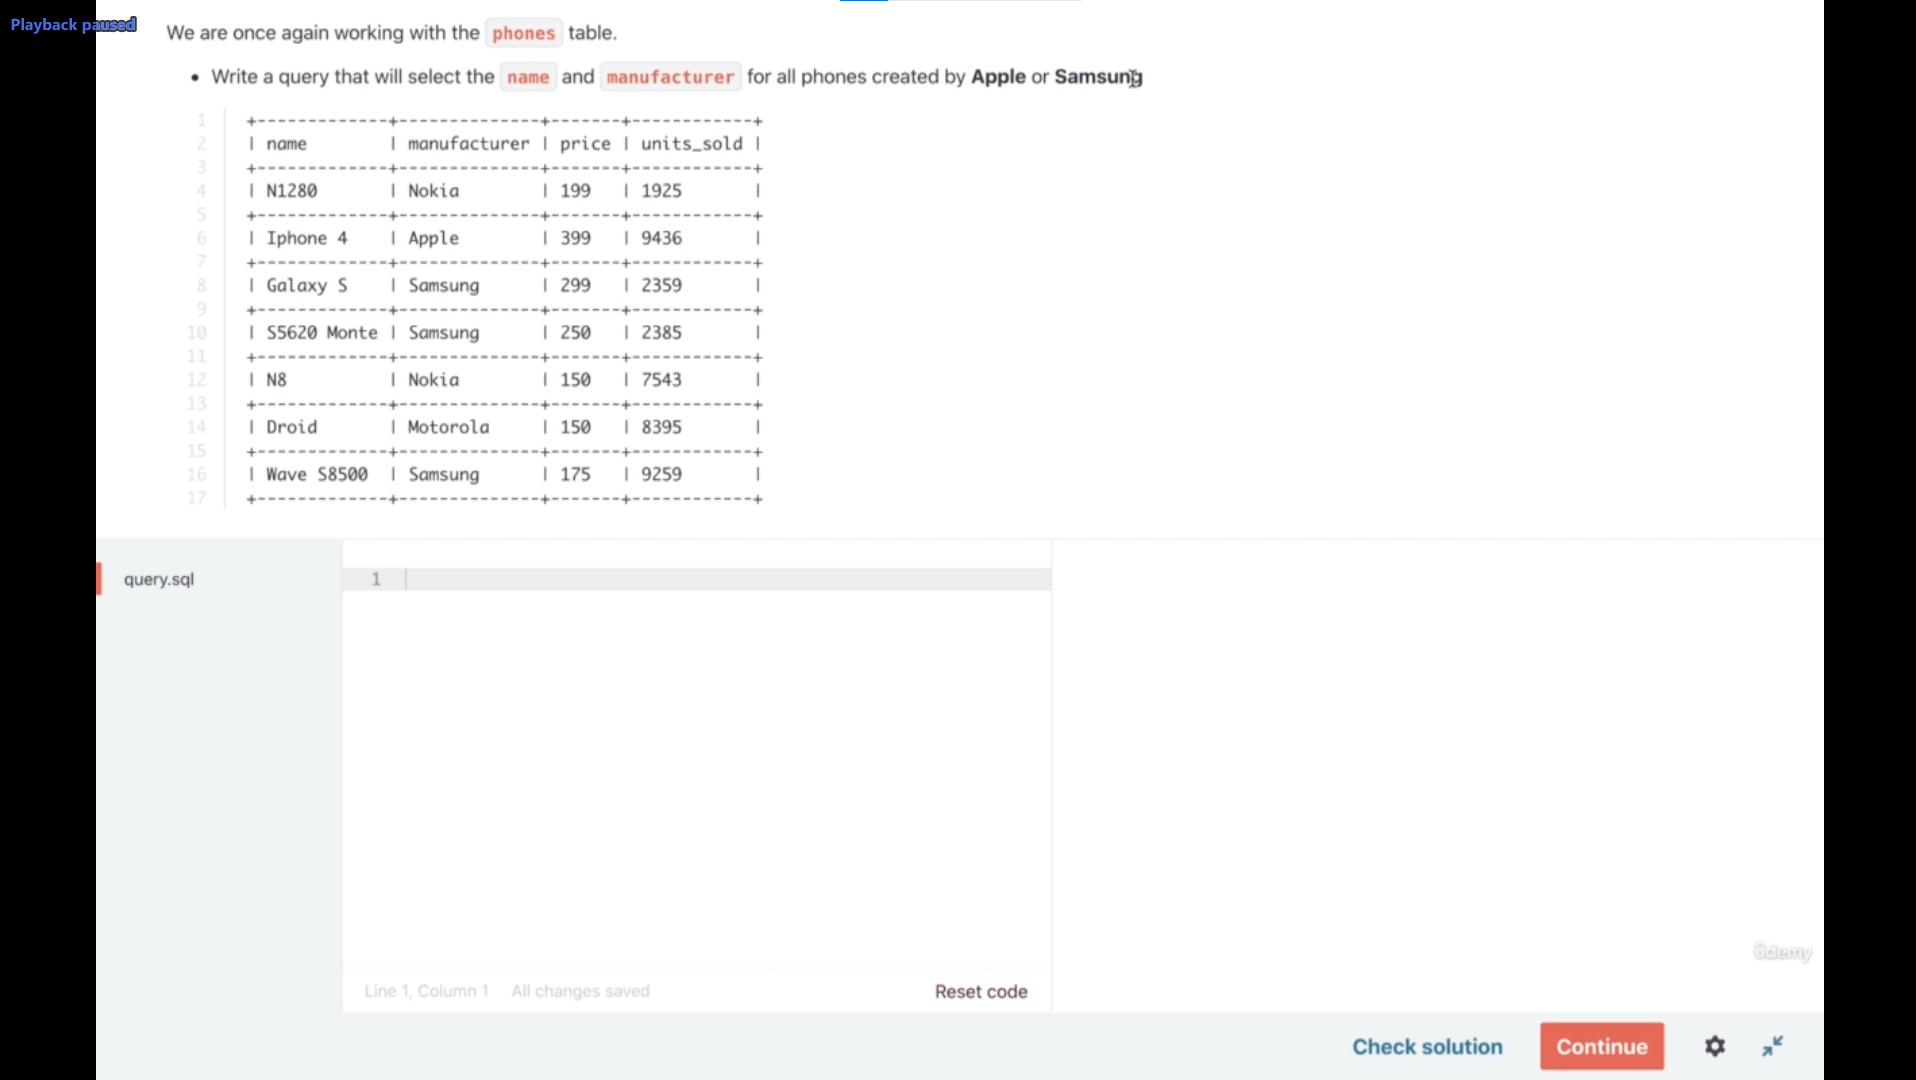 Playback paused
We are once again working with the phones table.
• Write a query that will select the name and manufacturer for all phones created by Apple or Samsung
1 +-------------+--------------+-------+------------+
2 | name        | manufacturer | price | units_sold |
3 +-------------+--------------+-------+------------+
4 | N1280       | Nokia        | 199   | 1925       |
5 +-------------+--------------+-------+------------+
6 | Iphone 4    | Apple        | 399   | 9436       |
7 +-------------+--------------+-------+------------+
8 | Galaxy S    | Samsung      | 299   | 2359       |
9 +-------------+--------------+-------+------------+
10 | S5620 Monte | Samsung      | 250   | 2385       |
11 +-------------+--------------+-------+------------+
12 | N8          | Nokia        | 150   | 7543       |
13 +-------------+--------------+-------+------------+
14 | Droid       | Motorola     | 150   | 8395       |
15 +-------------+--------------+-------+------------+
16 | Wave S8500  | Samsung      | 175   | 9259       |
17 +-------------+--------------+-------+------------+
query.sql
1
Udemy
Line 1, Column 1 All changes saved Reset code
Check solution Continue